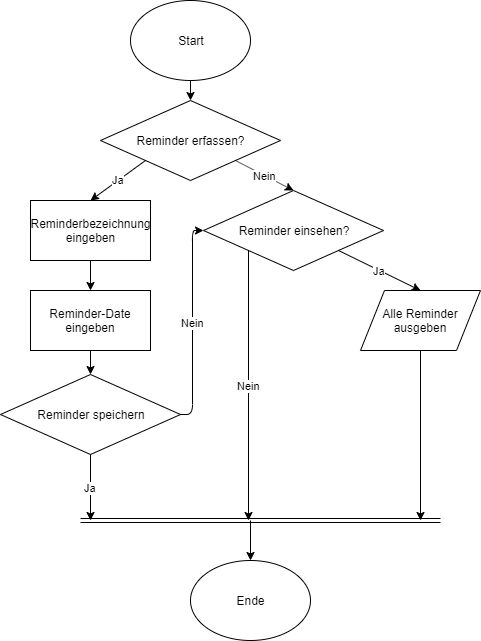 Start
Reminder erfassen?
Ja
Nein
Reminderbezeichnung
eingeben
Reminder einsehen?
Ja
Reminder-Date
eingeben
Alle Reminder
ausgeben
Nein
Nein
Reminder speichern
Ja
Ende